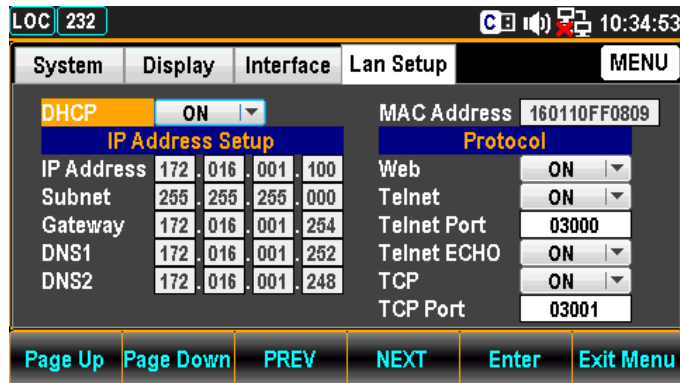 LOC 232 C 10:34:53
System Display Interface Lan Setup MENU
DHCP ON
IP Address Setup
IP Address 172 . 016 . 001 . 100
Subnet 255 . 255 . 255 . 000
Gateway 172 . 016 . 001 . 254
DNS1 172 . 016 . 001 . 252
DNS2 172 . 016 . 001 . 248
MAC Address 160110FF0809
Protocol
Web ON
Telnet ON
Telnet Port 03000
Telnet ECHO ON
TCP ON
TCP Port 03001
Page Up Page Down PREV NEXT Enter Exit Menu